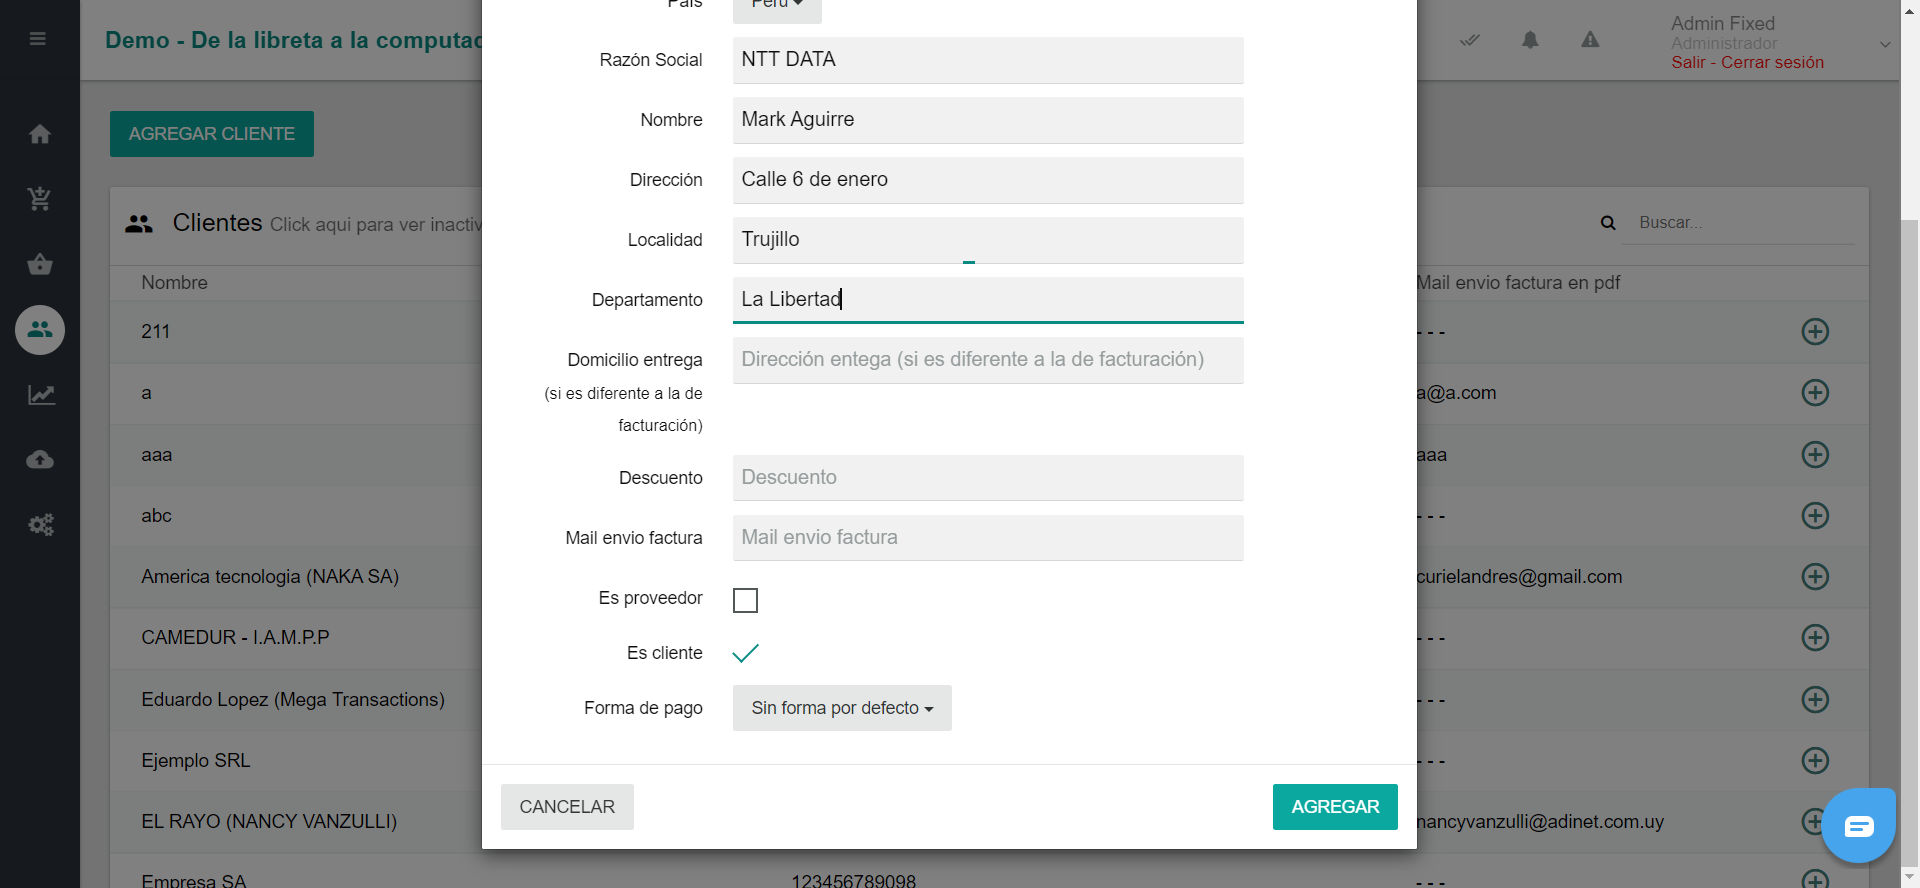 País
Perú
Demo - De la libreta a la computad
Admin Fixed
Administrador
Salir - Cerrar sesión
Razón Social
NTT DATA
AGREGAR CLIENTE
Nombre
Mark Aguirre
Dirección
Calle 6 de enero
Clientes Click aqui para ver inactiv
Buscar...
Localidad
Trujillo
Nombre
Mail envio factura en pdf
Departamento
La Libertad
211
- - -
Domicilio entrega
(si es diferente a la de
facturación)
Dirección entega (si es diferente a la de facturación)
a
a@a.com
aaa
aaa
Descuento
Descuento
abc
- - -
Mail envio factura
Mail envio factura
America tecnologia (NAKA SA)
curielandres@gmail.com
Es proveedor
CAMEDUR - I.A.M.P.P
- - -
Es cliente
Eduardo Lopez (Mega Transactions)
- - -
Forma de pago
Sin forma por defecto
Ejemplo SRL
- - -
CANCELAR
AGREGAR
EL RAYO (NANCY VANZULLI)
nancyvanzulli@adinet.com.uy
Empresa SA
123456789098
- - -